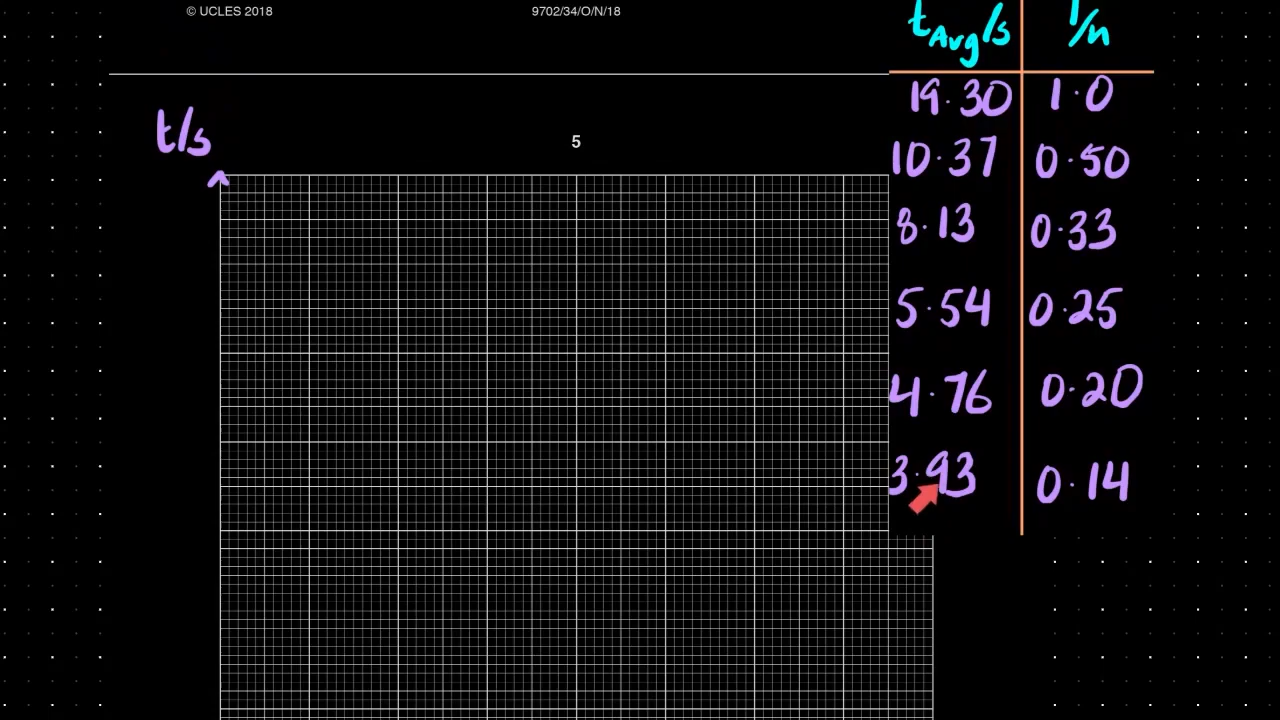 © UCLES 2018 9702/34/O/N/18
tAvg/s 1/n
t/s
5
19.30 1.0
10.37 0.50
8.13 0.33
5.54 0.25
4.76 0.20
3.93 0.14